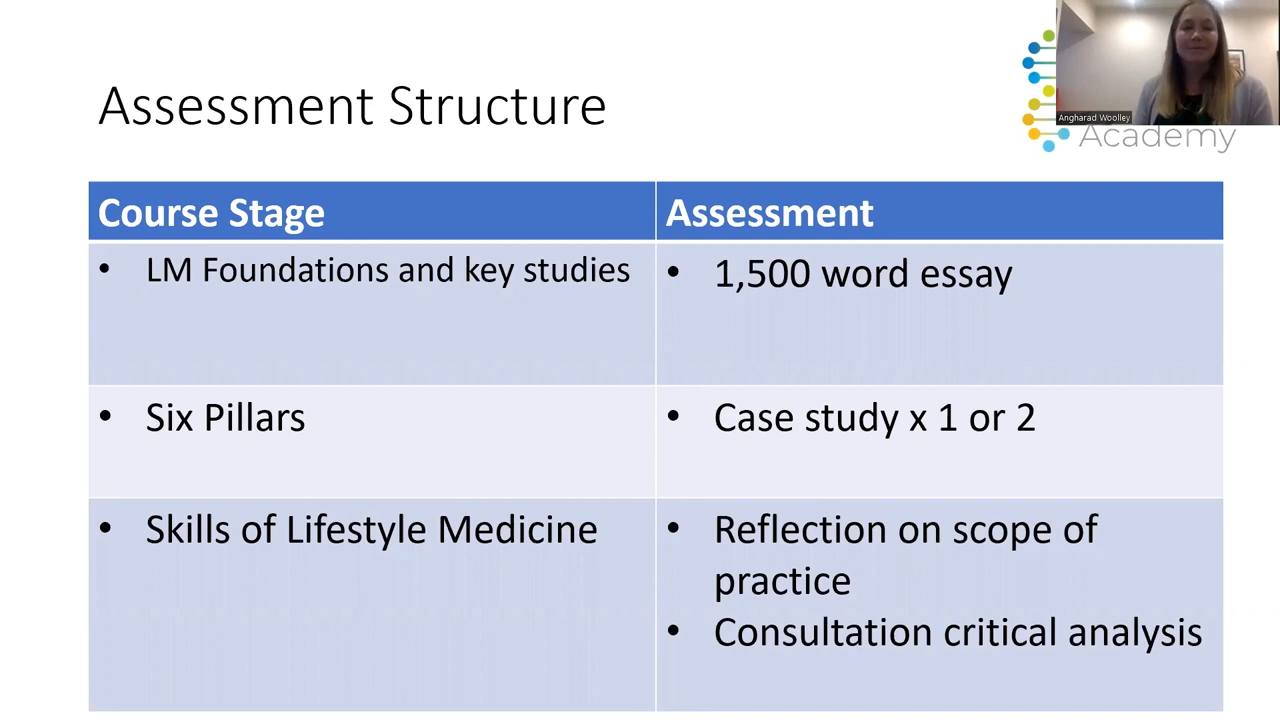 Assessment Structure
Angharad Woolley
Academy
Course Stage
Assessment
• LM Foundations and key studies
• 1,500 word essay
• Six Pillars
• Case study x 1 or 2
• Skills of Lifestyle Medicine
• Reflection on scope of
practice
• Consultation critical analysis